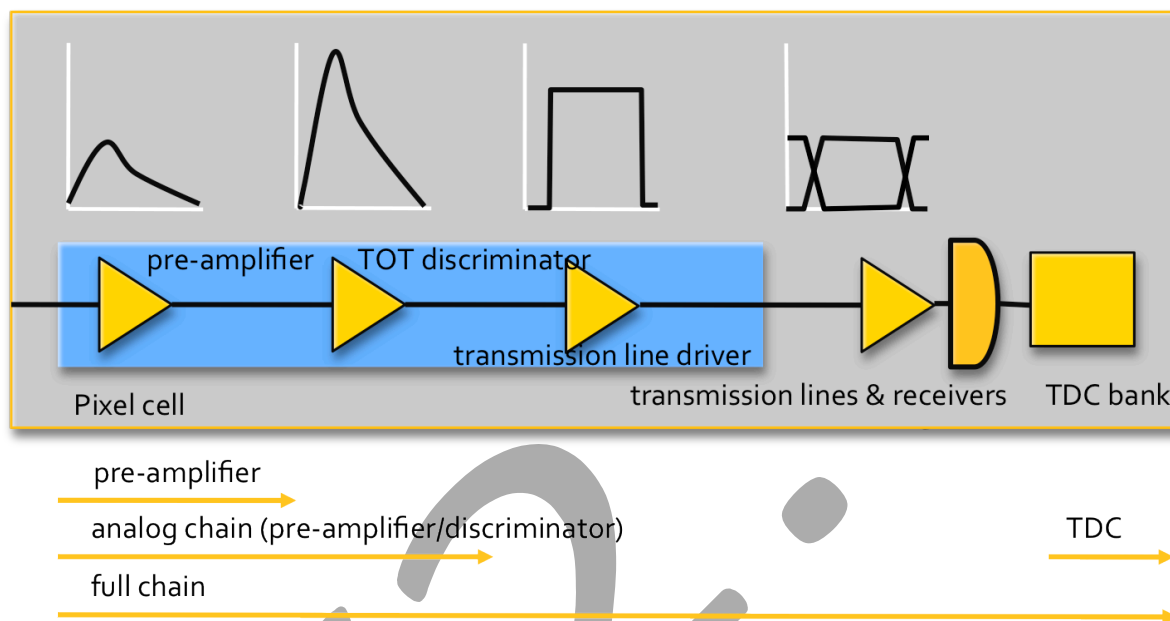 pre-amplifier TOT discriminator
transmission line driver
Pixel cell transmission lines & receivers TDC bank
pre-amplifier
analog chain (pre-amplifier/discriminator) TDC
full chain